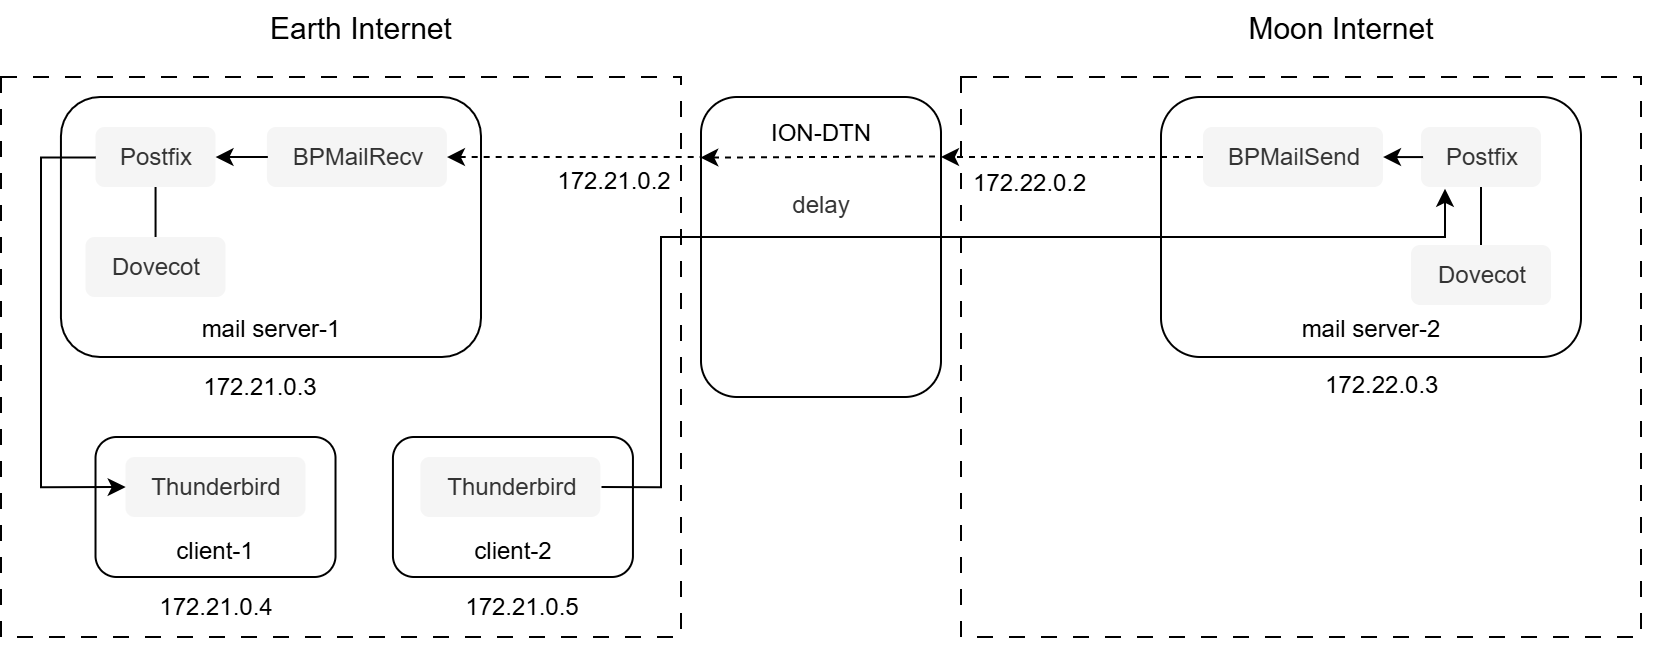 Earth Internet
Moon Internet
Postfix
BPMailRecv
ION-DTN
BPMailSend
Postfix
172.21.0.2
172.22.0.2
delay
Dovecot
Dovecot
mail server-1
mail server-2
172.21.0.3
172.22.0.3
Thunderbird
Thunderbird
client-1
client-2
172.21.0.4
172.21.0.5